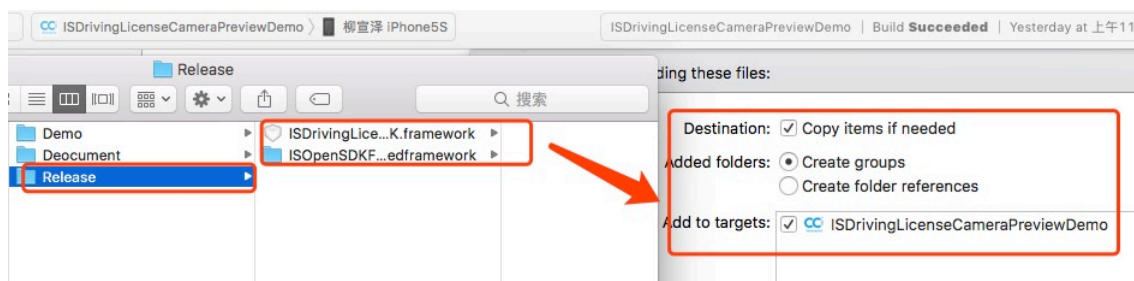 ISDrivingLicenseCameraPreviewDemo 〉 柳宣泽 iPhone5S
ISDrivingLicenseCameraPreviewDemo | Build Succeeded | Yesterday at 上午11
Release
ding these files:
搜索
Destination: Copy items if needed
Added folders: Create groups
Create folder references
Add to targets: ISDrivingLicenseCameraPreviewDemo
Demo
Deocument
Release
ISDrivingLice...K.framework
ISOpenSDKF...edframework